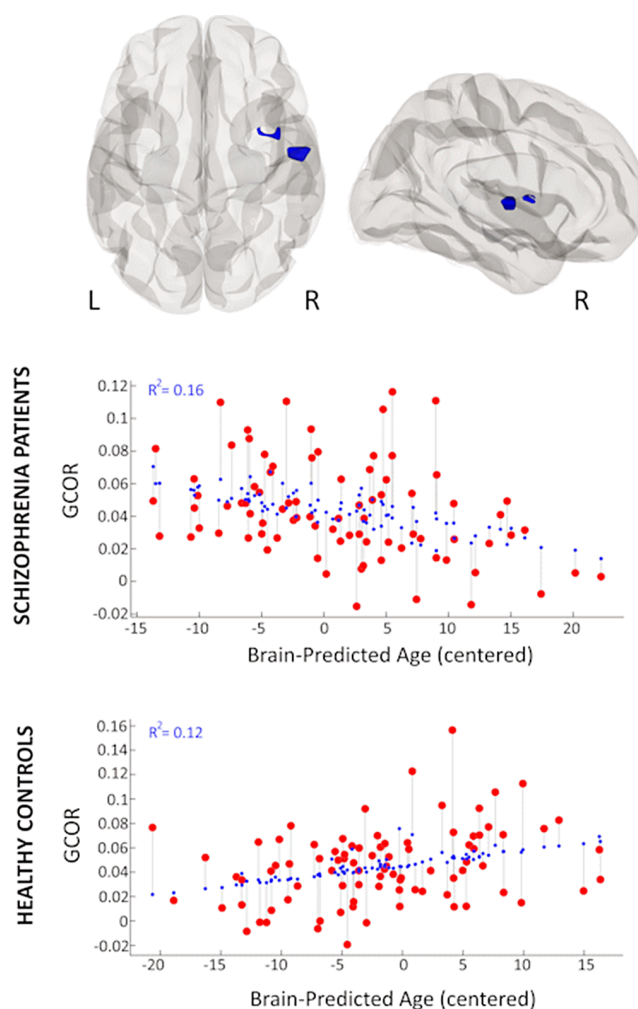 L R R
SCHIZOPHRENIA PATIENTS
R²= 0.16
GCOR
0.12
0.1
0.08
0.06
0.04
0.02
0
-0.02
-15 -10 -5 0 5 10 15 20
Brain-Predicted Age (centered)
HEALTHY CONTROLS
R²= 0.12
GCOR
0.16
0.14
0.12
0.1
0.08
0.06
0.04
0.02
0
-0.02
-20 -15 -10 -5 0 5 10 15
Brain-Predicted Age (centered)